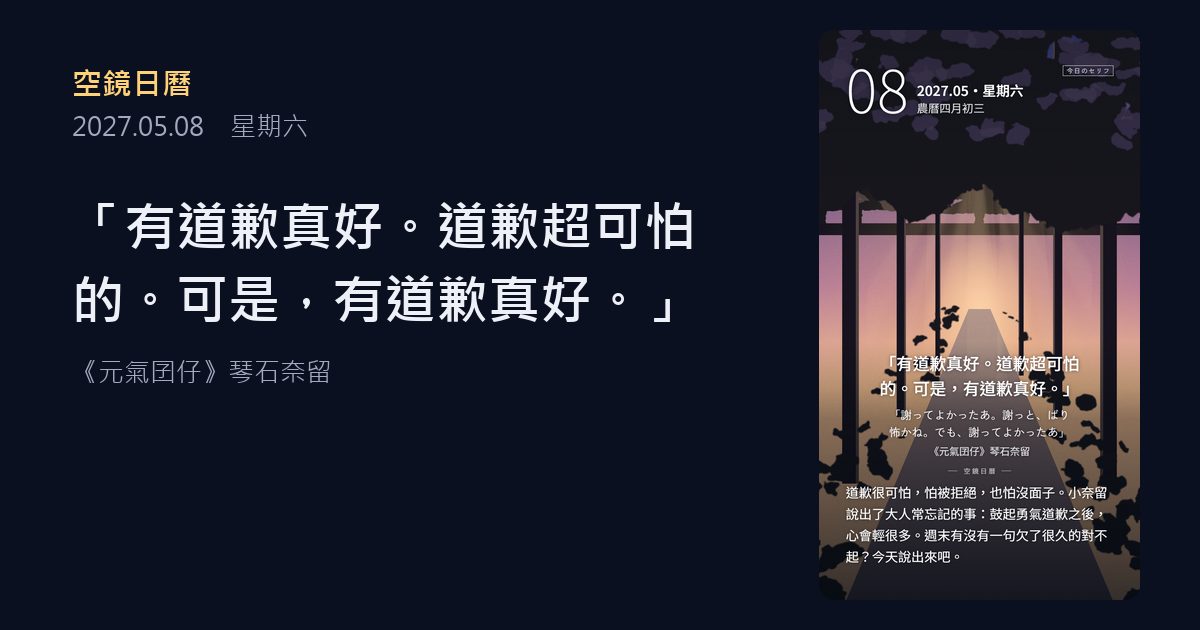 空鏡日曆
2027.05.08 星期六
「有道歉真好。道歉超可怕
的。可是，有道歉真好。」
《元氣囝仔》琴石奈留
今日のセリフ
08
2027.05・星期六
農曆四月初三
「有道歉真好。道歉超可怕
的。可是，有道歉真好。」
「謝ってよかったあ。謝っと、ばり
怖かね。でも、謝ってよかったあ」
《元氣囝仔》琴石奈留
— 空鏡日曆 —
道歉很可怕，怕被拒絕，也怕沒面子。小奈留
說出了大人常忘記的事：鼓起勇氣道歉之後，
心會輕很多。週末有沒有一句欠了很久的對不
起？今天說出來吧。